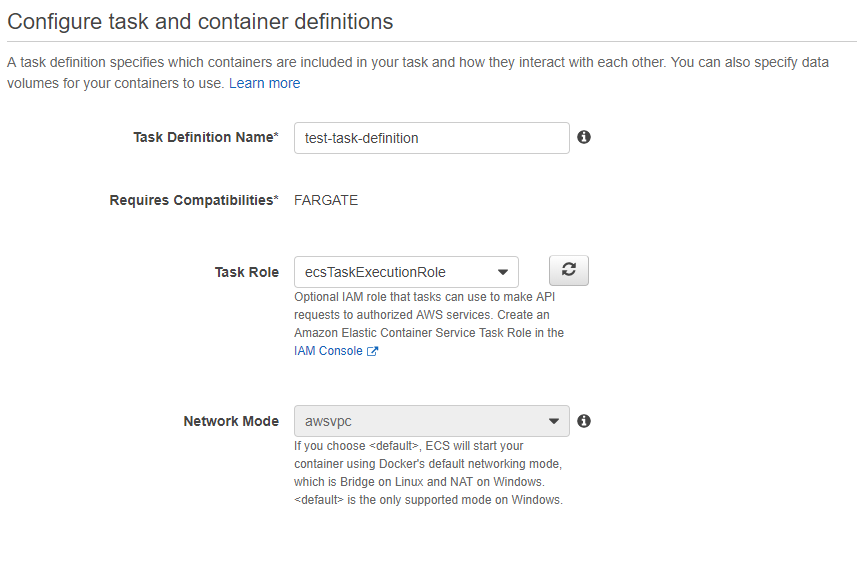 Configure task and container definitions
A task definition specifies which containers are included in your task and how they interact with each other. You can also specify data
volumes for your containers to use. Learn more
Task Definition Name* test-task-definition
Requires Compatibilities* FARGATE
Task Role ecsTaskExecutionRole
Optional IAM role that tasks can use to make API
requests to authorized AWS services. Create an
Amazon Elastic Container Service Task Role in the
IAM Console
Network Mode awsvpc
If you choose <default>, ECS will start your
container using Docker's default networking mode,
which is Bridge on Linux and NAT on Windows.
<default> is the only supported mode on Windows.